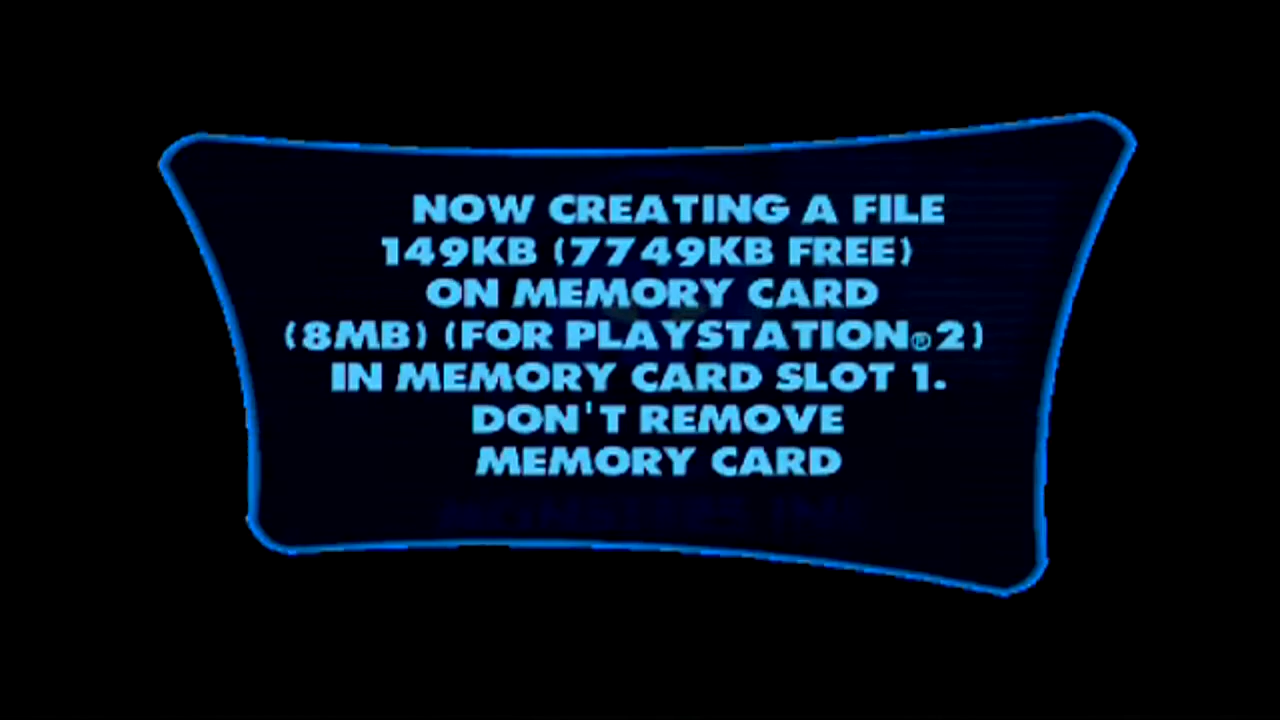 NOW CREATING A FILE
149KB (7749KB FREE)
ON MEMORY CARD
(8MB) (FOR PLAYSTATION®2)
IN MEMORY CARD SLOT 1.
DON'T REMOVE
MEMORY CARD